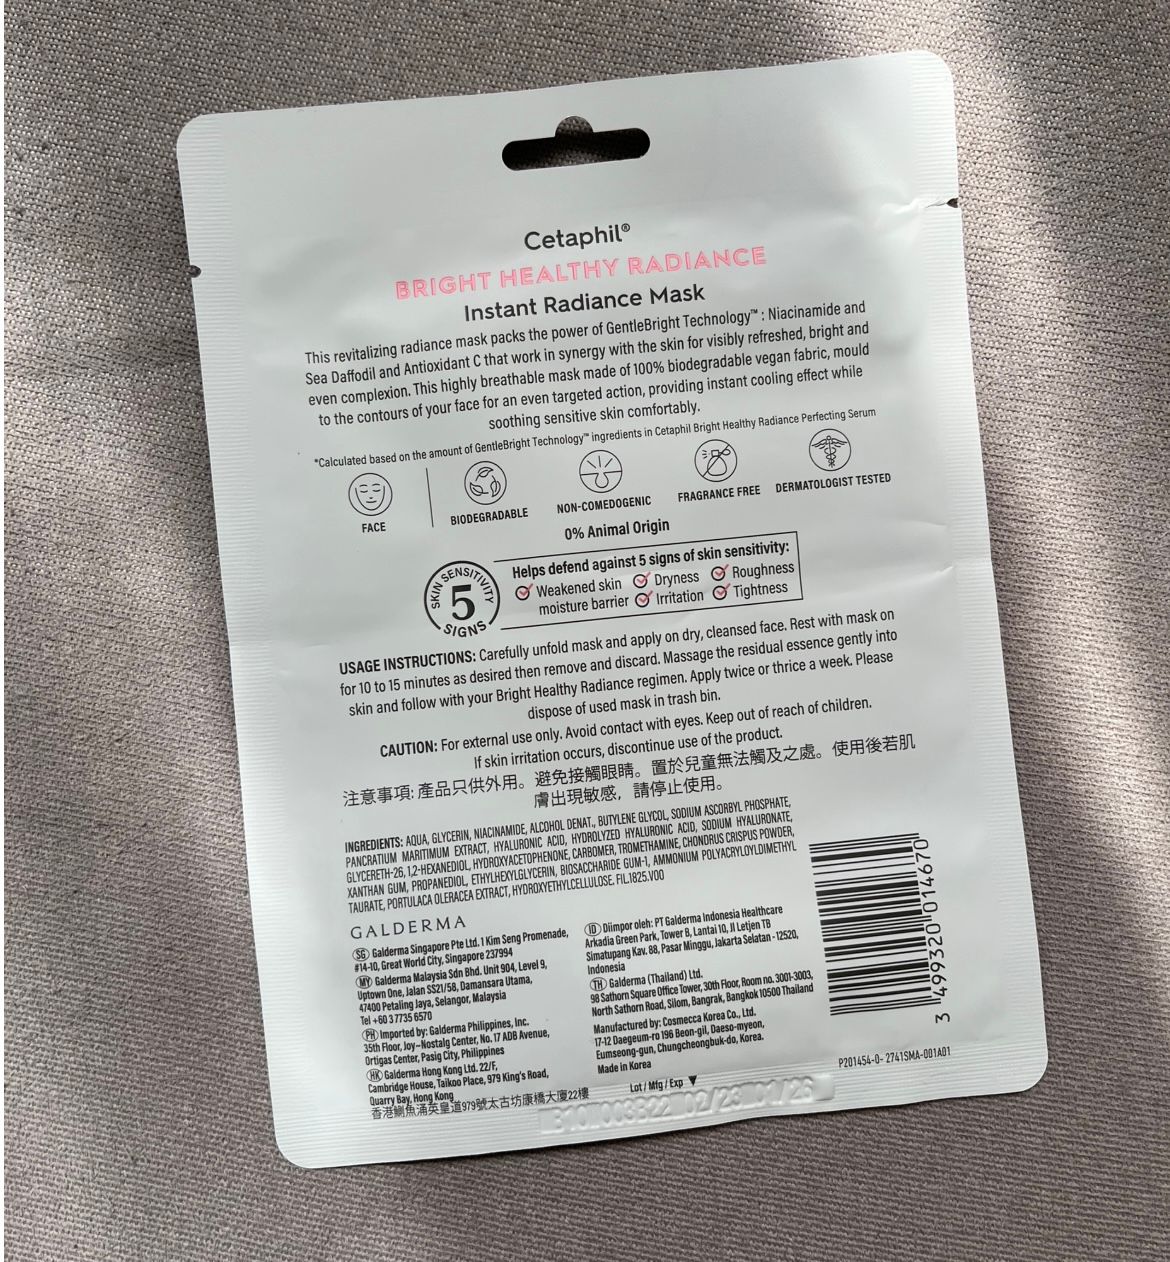 Cetaphil®
BRIGHT HEALTHY RADIANCE
Instant Radiance Mask
This revitalizing radiance mask packs the power of GentleBright Technology™ : Niacinamide and
Sea Daffodil and Antioxidant C that work in synergy with the skin for visibly refreshed, bright and
even complexion. This highly breathable mask made of 100% biodegradable vegan fabric, mould
to the contours of your face for an even targeted action, providing instant cooling effect while
soothing sensitive skin comfortably.
*Calculated based on the amount of GentleBright Technology™ ingredients in Cetaphil Bright Healthy Radiance Perfecting Serum
FACE
BIODEGRADABLE
NON-COMEDOGENIC
FRAGRANCE FREE
DERMATOLOGIST TESTED
0% Animal Origin
SKIN SENSITIVITY
5
SIGNS
Helps defend against 5 signs of skin sensitivity:
Weakened skin Dryness Roughness
moisture barrier Irritation Tightness
USAGE INSTRUCTIONS: Carefully unfold mask and apply on dry, cleansed face. Rest with mask on
for 10 to 15 minutes as desired then remove and discard. Massage the residual essence gently into
skin and follow with your Bright Healthy Radiance regimen. Apply twice or thrice a week. Please
dispose of used mask in trash bin.
CAUTION: For external use only. Avoid contact with eyes. Keep out of reach of children.
If skin irritation occurs, discontinue use of the product.
注意事項: 產品只供外用。避免接觸眼睛。置於兒童無法觸及之處。使用後若肌
膚出現敏感，請停止使用。
INGREDIENTS: AQUA, GLYCERIN, NIACINAMIDE, ALCOHOL DENAT., BUTYLENE GLYCOL, SODIUM ASCORBYL PHOSPHATE,
PANCRATIUM MARITIMUM EXTRACT, HYALURONIC ACID, HYDROLYZED HYALURONIC ACID, SODIUM HYALURONATE,
GLYCERETH-26, 1,2-HEXANEDIOL, HYDROXYACETOPHENONE, CARBOMER, TROMETHAMINE, CHONDRUS CRISPUS POWDER,
XANTHAN GUM, PROPANEDIOL, ETHYLHEXYLGLYCERIN, BIOSACCHARIDE GUM-1, AMMONIUM POLYACRYLOYLDIMETHYL
TAURATE, PORTULACA OLERACEA EXTRACT, HYDROXYETHYLCELLULOSE. FIL.1825.V00
GALDERMA
SG Galderma Singapore Pte Ltd. 1 Kim Seng Promenade,
#14-10, Great World City, Singapore 237994
MY Galderma Malaysia Sdn Bhd. Unit 904, Level 9,
Uptown One, Jalan SS21/58, Damansara Utama,
47400 Petaling Jaya, Selangor, Malaysia
Tel +60 3 7735 6570
PH Imported by: Galderma Philippines, Inc.
35th Floor, Joy~Nostalg Center, No. 17 ADB Avenue,
Ortigas Center, Pasig City, Philippines
HK Galderma Hong Kong Ltd. 22/F,
Cambridge House, Taikoo Place, 979 King's Road,
Quarry Bay, Hong Kong
香港鰂魚涌英皇道979號太古坊康橋大廈22樓
ID Diimpor oleh: PT Galderma Indonesia Healthcare
Arkadia Green Park, Tower B, Lantai 10, Jl Letjen TB
Simatupang Kav. 88, Pasar Minggu, Jakarta Selatan - 12520,
Indonesia
TH Galderma (Thailand) Ltd.
98 Sathorn Square Office Tower, 30th Floor, Room no. 3001-3003,
North Sathorn Road, Silom, Bangrak, Bangkok 10500 Thailand
Manufactured by: Cosmecca Korea Co., Ltd.
17-12 Daegeum-ro 196 Beon-gil, Daeso-myeon,
Eumseong-gun, Chungcheongbuk-do, Korea.
Made in Korea
Lot / Mfg / Exp ▼
02/23 01/26
3 499320 014670
P201454-0- 2741SMA-001A01